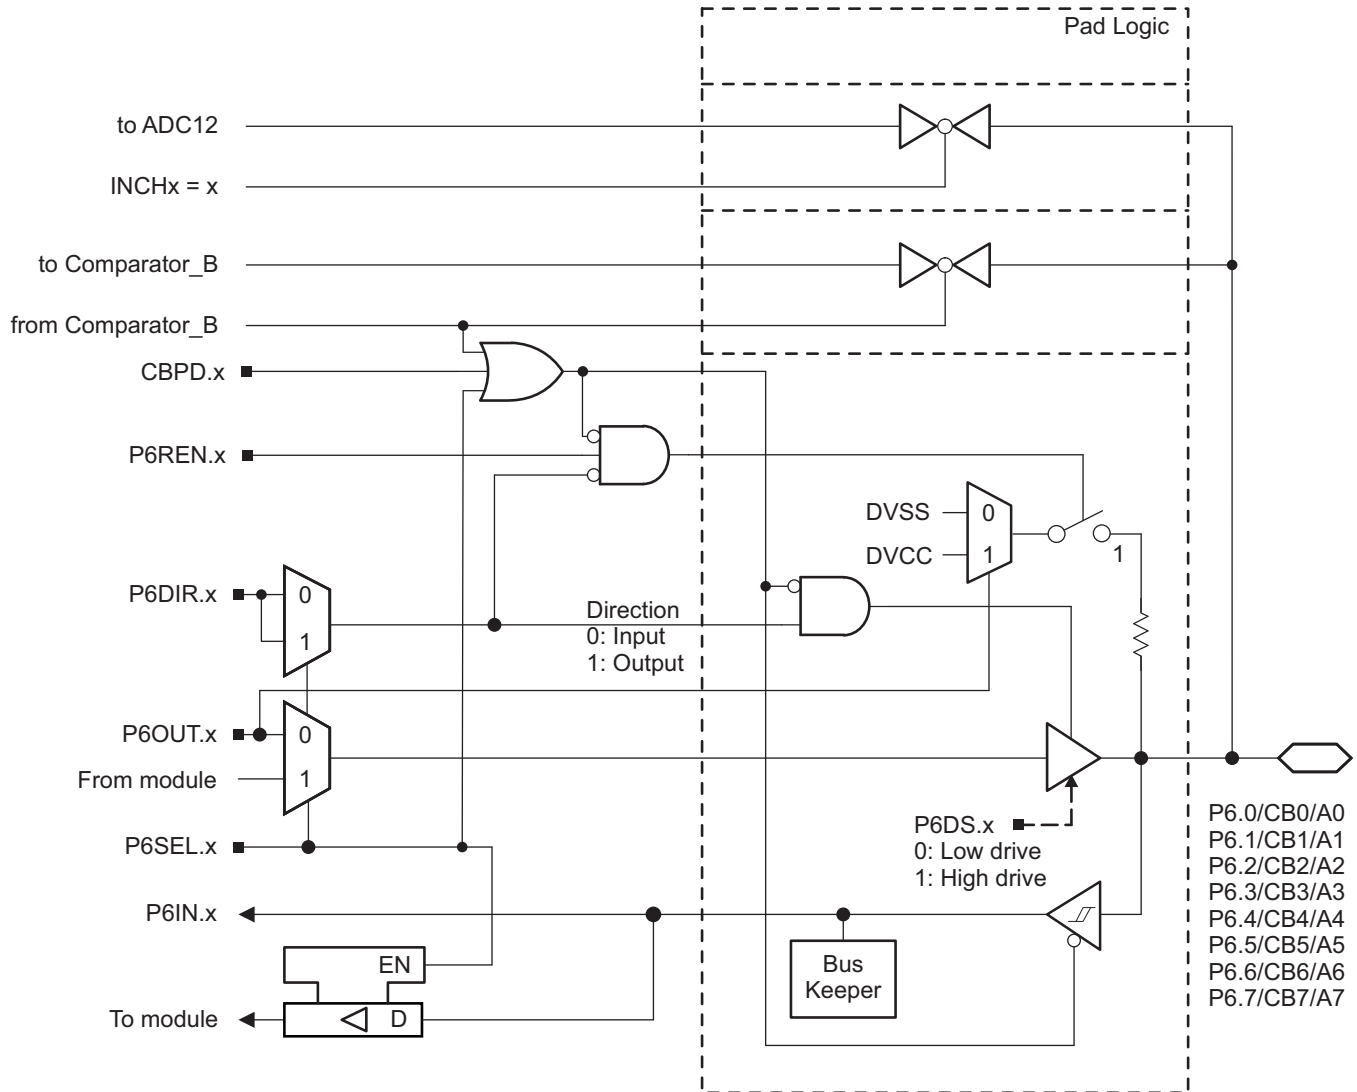 Pad Logic
to ADC12
INCHx = x
to Comparator_B
from Comparator_B
CBPD.x
P6REN.x
DVSS
0
DVCC
1
1
P6DIR.x
0
1
Direction
0: Input
1: Output
P6OUT.x
0
From module
1
P6SEL.x
P6DS.x
0: Low drive
1: High drive
P6IN.x
EN
Bus
Keeper
To module
D
P6.0/CB0/A0
P6.1/CB1/A1
P6.2/CB2/A2
P6.3/CB3/A3
P6.4/CB4/A4
P6.5/CB5/A5
P6.6/CB6/A6
P6.7/CB7/A7